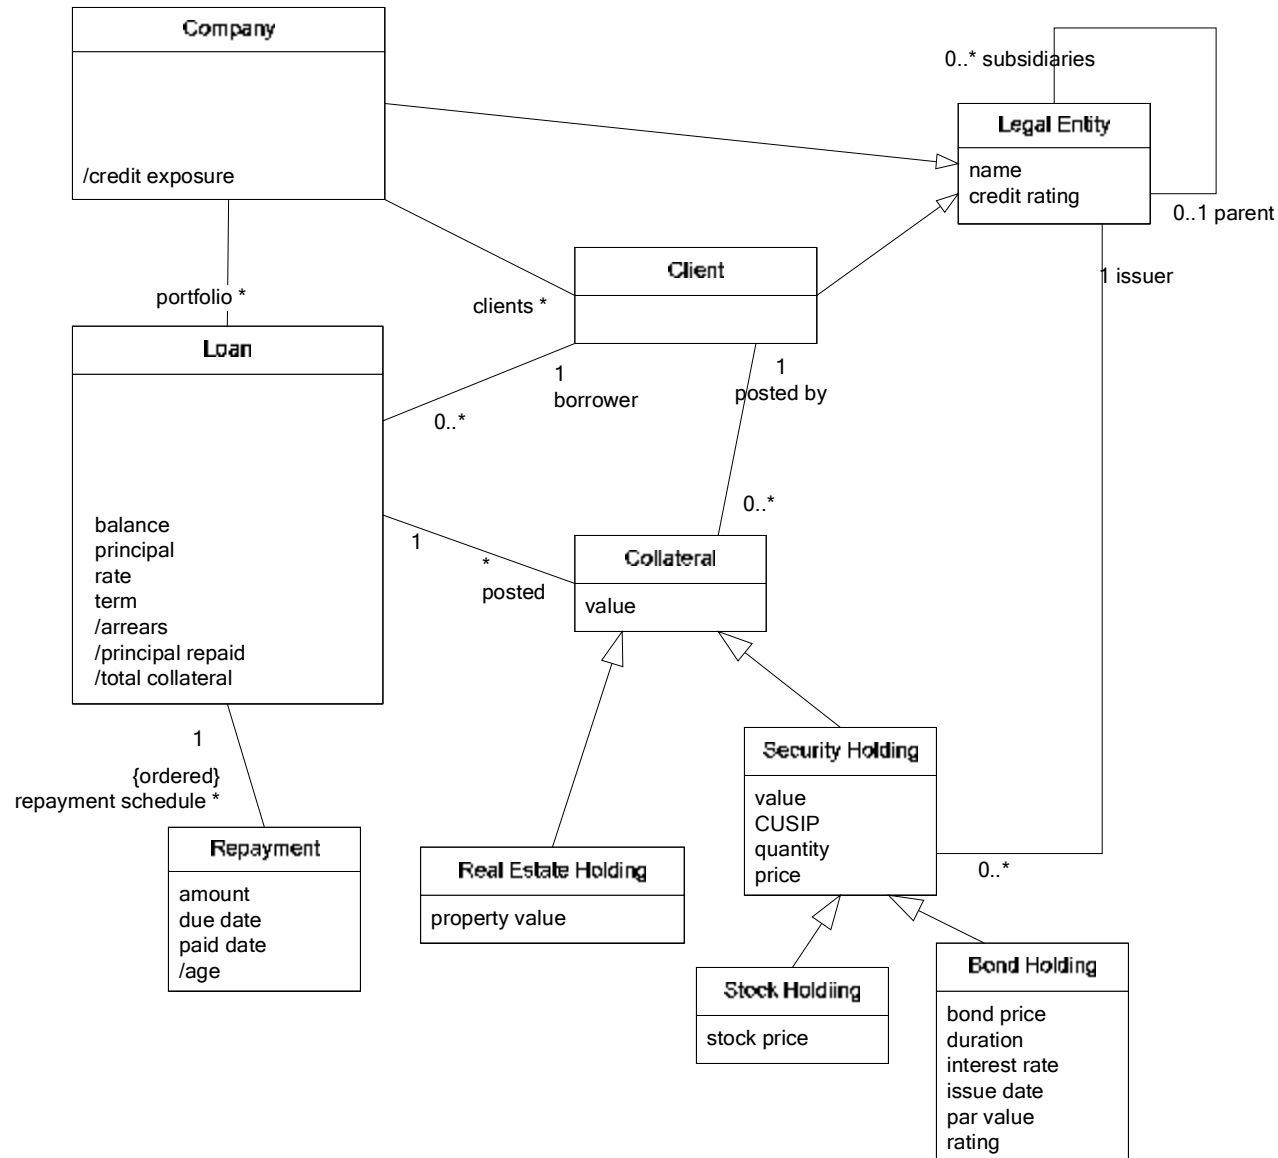 Company
/credit exposure
0..* subsidiaries
Legal Entity
name
credit rating
0..1 parent
1 issuer
Client
clients *
portfolio *
1
borrower
0..*
1
posted by
0..*
Loan
balance
principal
rate
term
/arrears
/principal repaid
/total collateral
1
*
posted
Collateral
value
1
{ordered}
repayment schedule *
Repayment
amount
due date
paid date
/age
Real Estate Holding
property value
Security Holding
value
CUSIP
quantity
price
0..*
Stock Holdiing
stock price
Bond Holding
bond price
duration
interest rate
issue date
par value
rating